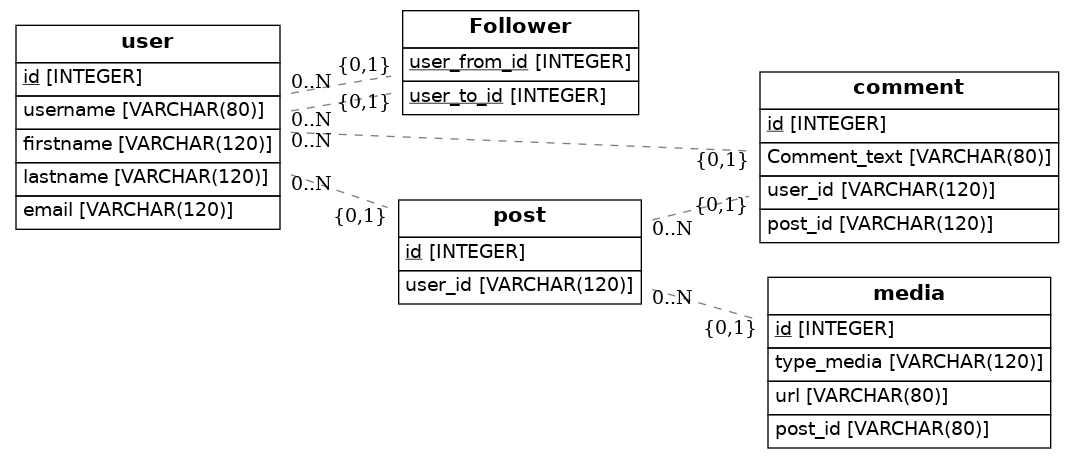 user
id [INTEGER]
username [VARCHAR(80)]
firstname [VARCHAR(120)]
lastname [VARCHAR(120)]
email [VARCHAR(120)]
0..N
{0,1}
0..N
{0,1}
0..N
{0,1}
0..N
{0,1}
Follower
user_from_id [INTEGER]
user_to_id [INTEGER]
post
id [INTEGER]
user_id [VARCHAR(120)]
0..N
{0,1}
0..N
{0,1}
comment
id [INTEGER]
Comment_text [VARCHAR(80)]
user_id [VARCHAR(120)]
post_id [VARCHAR(120)]
media
id [INTEGER]
type_media [VARCHAR(120)]
url [VARCHAR(80)]
post_id [VARCHAR(80)]